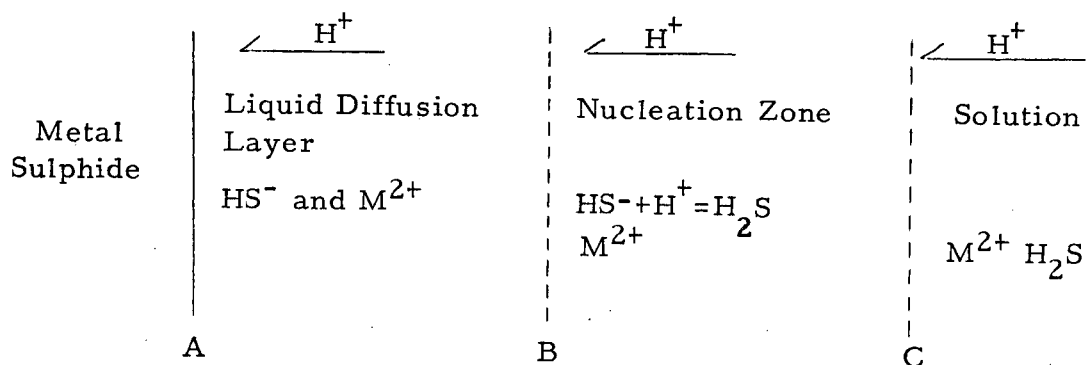 H⁺ H⁺ H⁺
Liquid Diffusion Layer
Nucleation Zone
Solution
Metal Sulphide
HS⁻ and M²⁺
HS⁻+H⁺=H₂S
M²⁺
M²⁺ H₂S
A B C